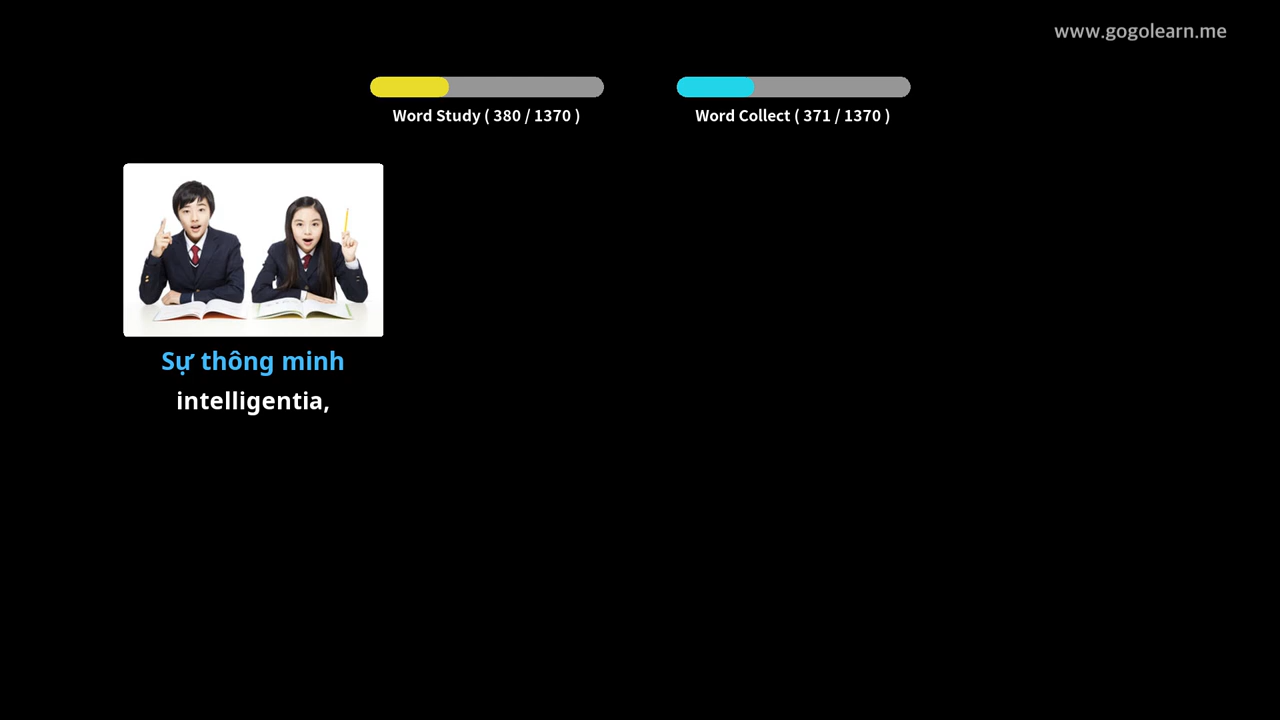 www.gogolearn.me
Word Study ( 380 / 1370 )
Word Collect ( 371 / 1370 )
Sự thông minh
intelligentia,